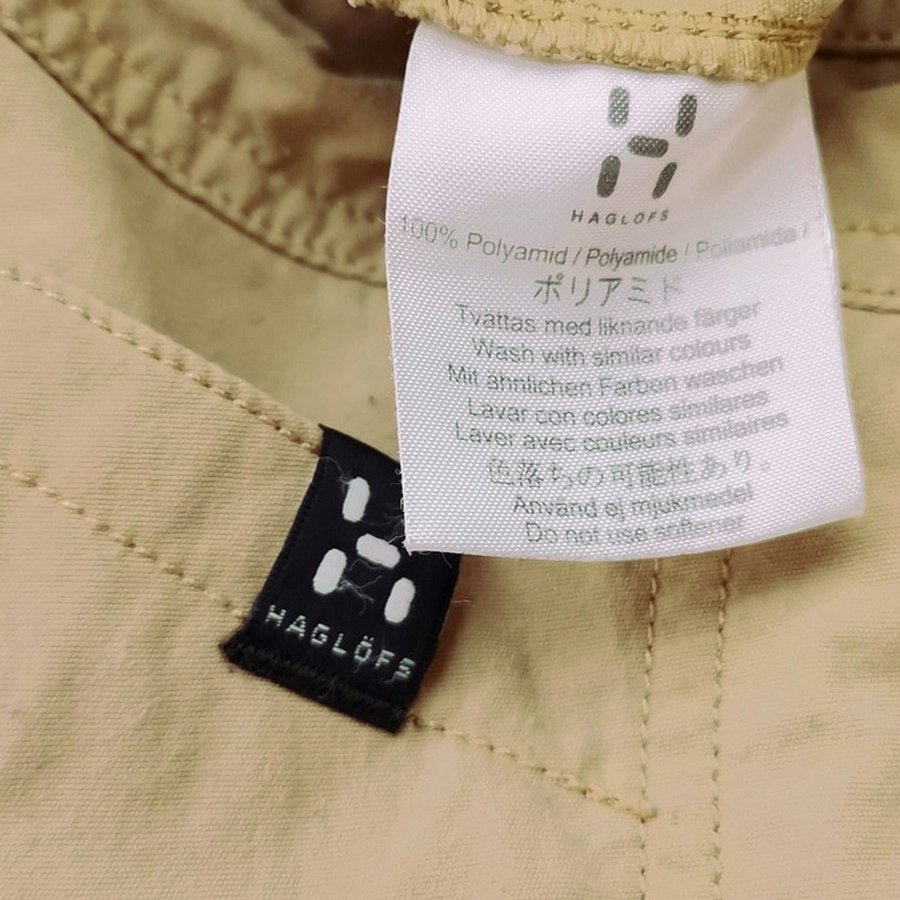 HAGLÖFS
100% Polyamid / Polyamide / Poliamida /
ポリアミド
Tvättas med liknande färger
Wash with similar colours
Mit ähnlichen Farben waschen
Lavar con colores similares
Laver avec couleurs similaires
色落ちの可能性あり。
Använd ej mjukmedel
Do not use softener
HAGLÖFS